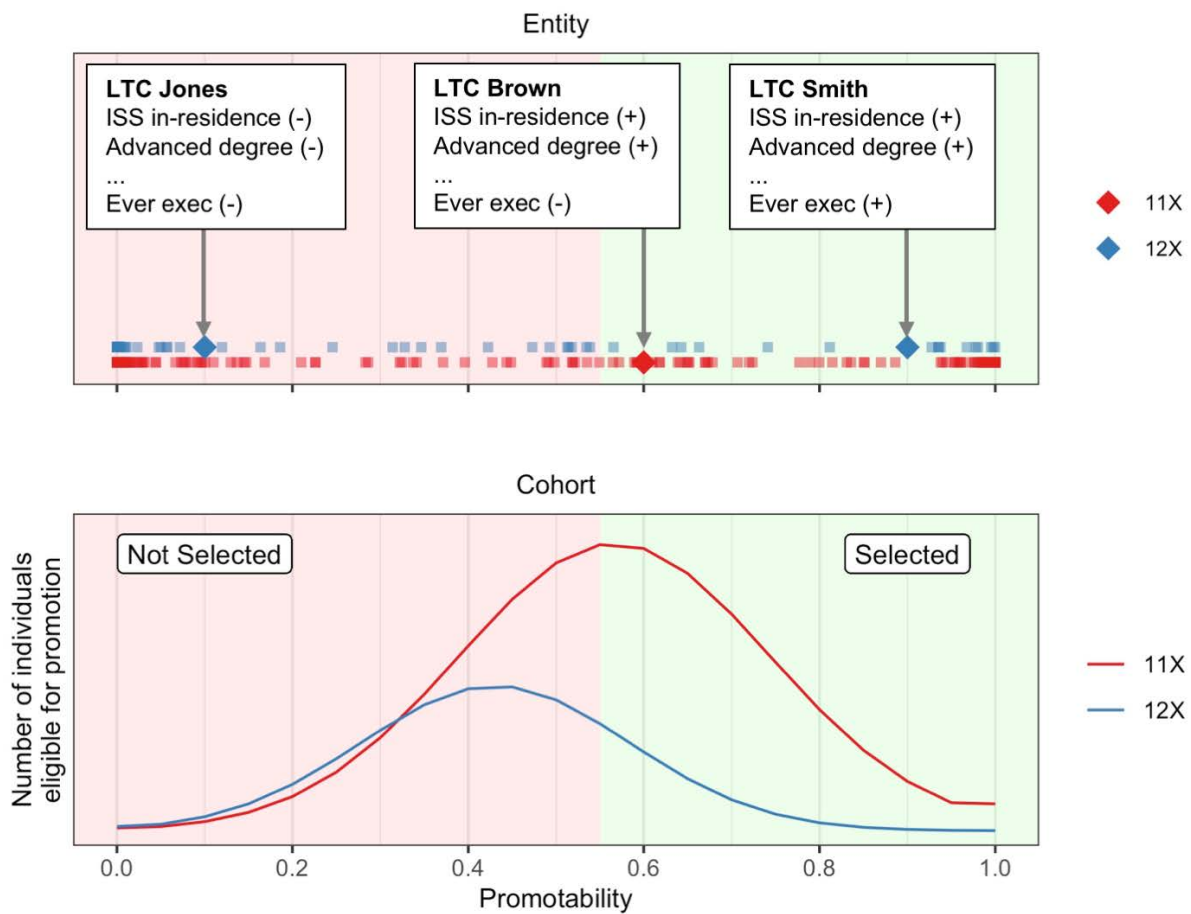 Entity
LTC Jones
ISS in-residence (-)
Advanced degree (-)
...
Ever exec (-)
LTC Brown
ISS in-residence (+)
Advanced degree (+)
...
Ever exec (-)
LTC Smith
ISS in-residence (+)
Advanced degree (+)
...
Ever exec (+)
11X
12X
Cohort
Not Selected
Selected
Number of individuals
eligible for promotion
11X
12X
0.0
0.2
0.4
0.6
0.8
1.0
Promotability